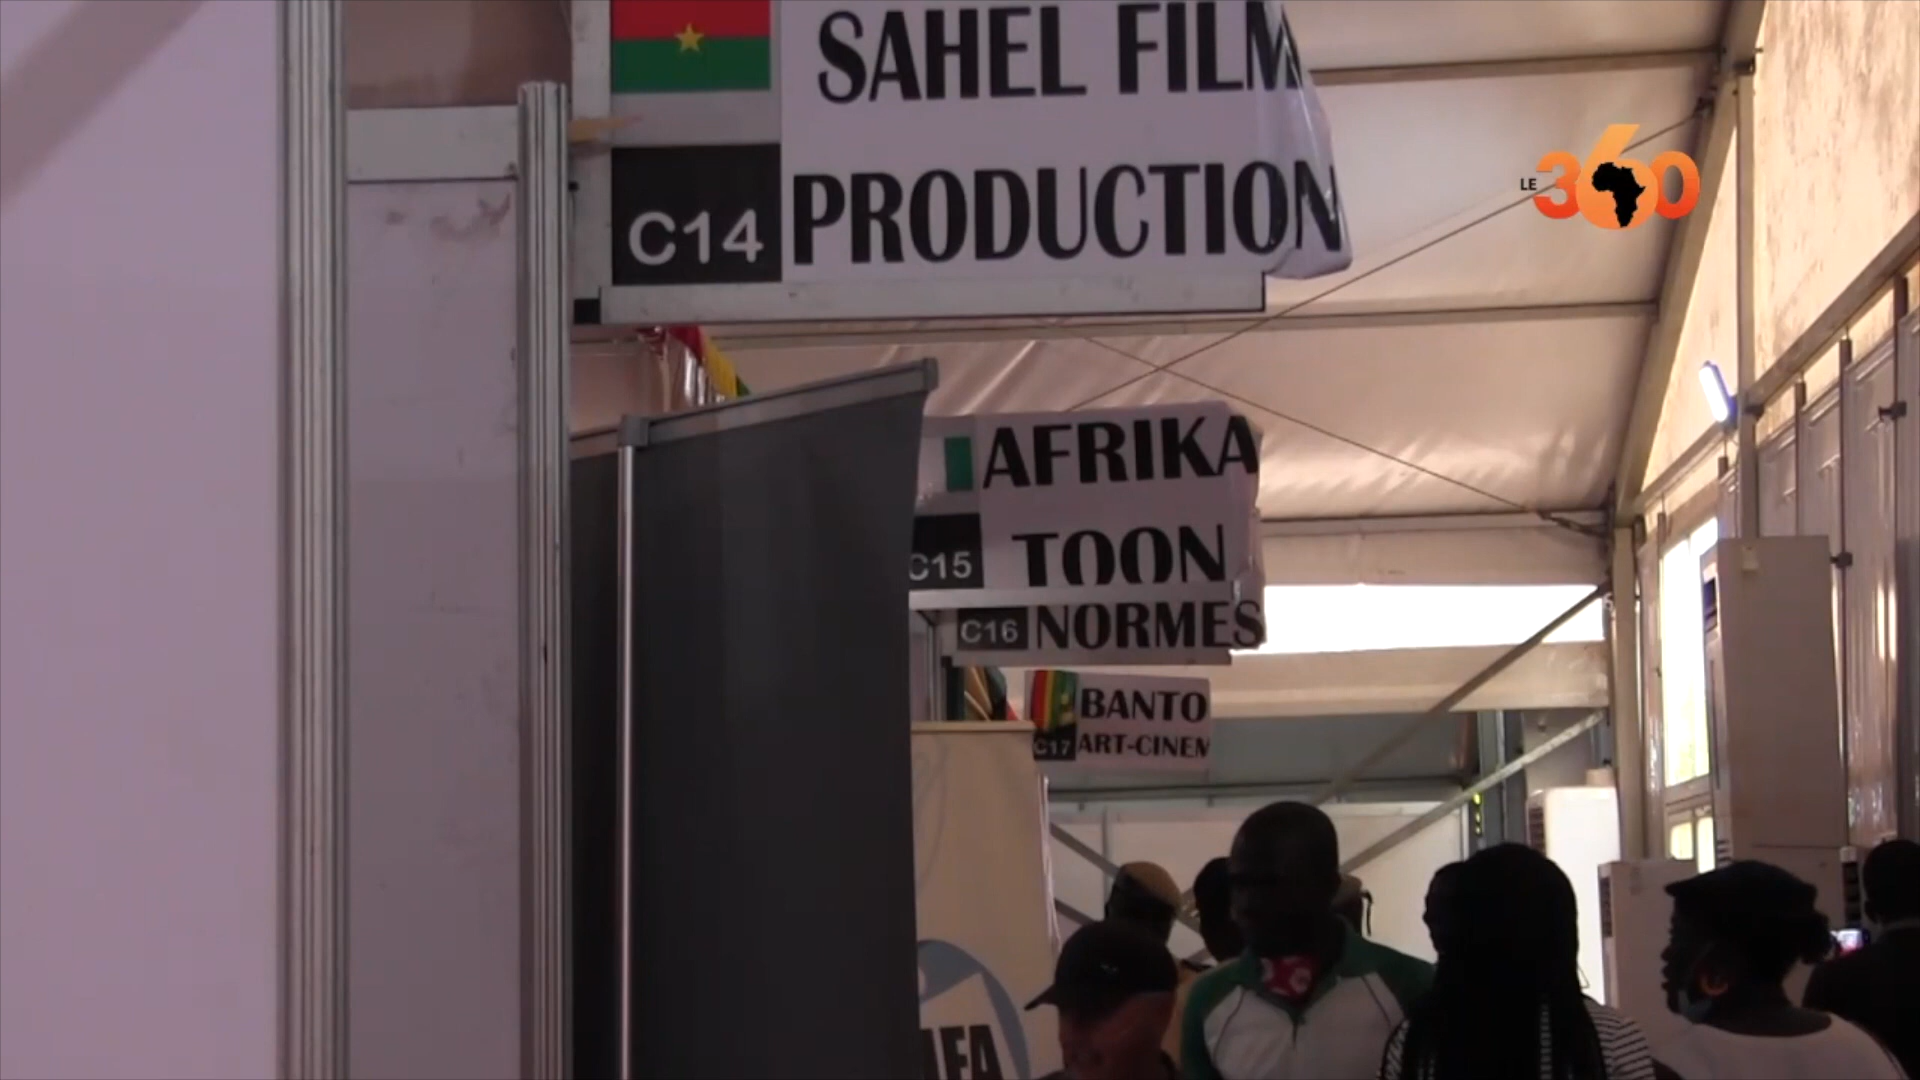 SAHEL FILM
PRODUCTION
C14
LE 360
AFRIKA
TOON
C15
C16 NORMES
BANTO
C17 ART-CINEM